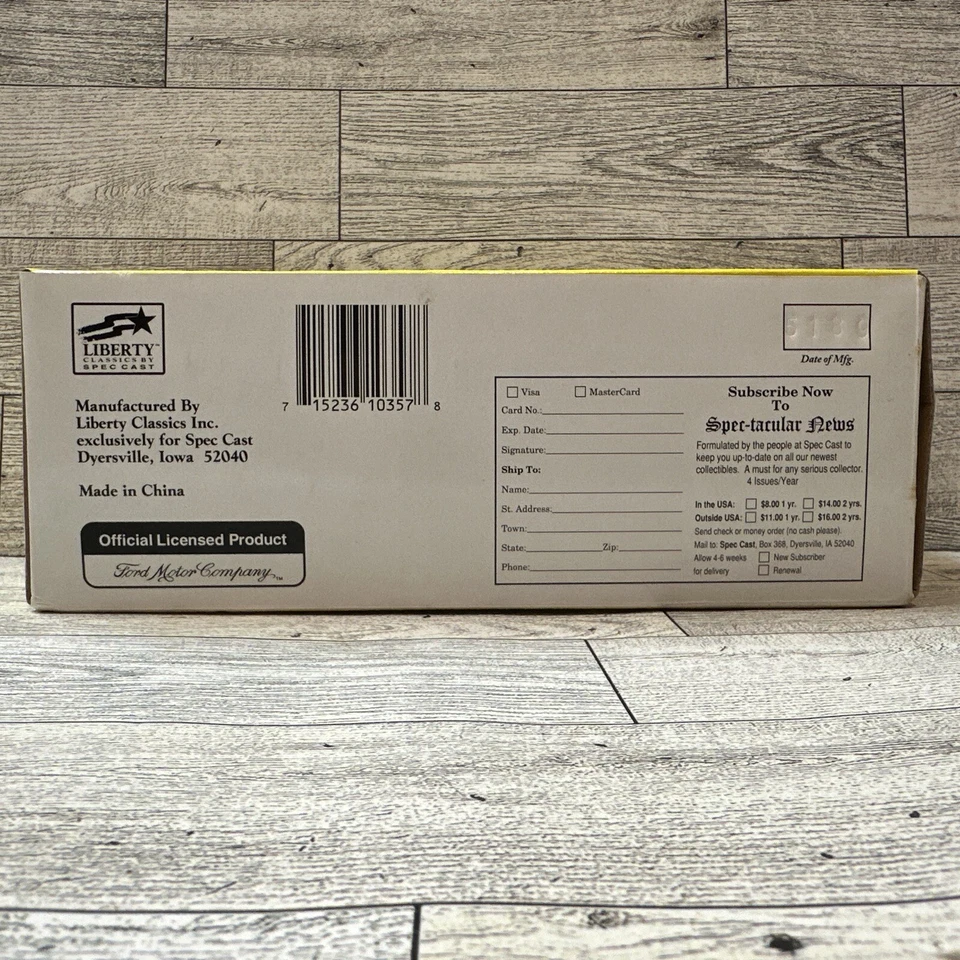 LIBERTY™
CLASSICS BY
SPEC CAST
Manufactured By
Liberty Classics Inc.
exclusively for Spec Cast
Dyersville, Iowa 52040
Made in China
Official Licensed Product
Ford Motor Company™
7 15236 10357 8
Date of Mfg.
Visa MasterCard
Card No.:
Exp. Date:
Signature:
Ship To:
Name:
St. Address:
Town:
State: Zip:
Phone:
Subscribe Now
To
Spec-tacular News
Formulated by the people at Spec Cast to
keep you up-to-date on all our newest
collectibles. A must for any serious collector.
4 Issues/Year
In the USA: $8.00 1 yr. $14.00 2 yrs.
Outside USA: $11.00 1 yr. $16.00 2 yrs.
Send check or money order (no cash please).
Mail to: Spec Cast, Box 368, Dyersville, IA 52040
Allow 4-6 weeks New Subscriber
for delivery Renewal